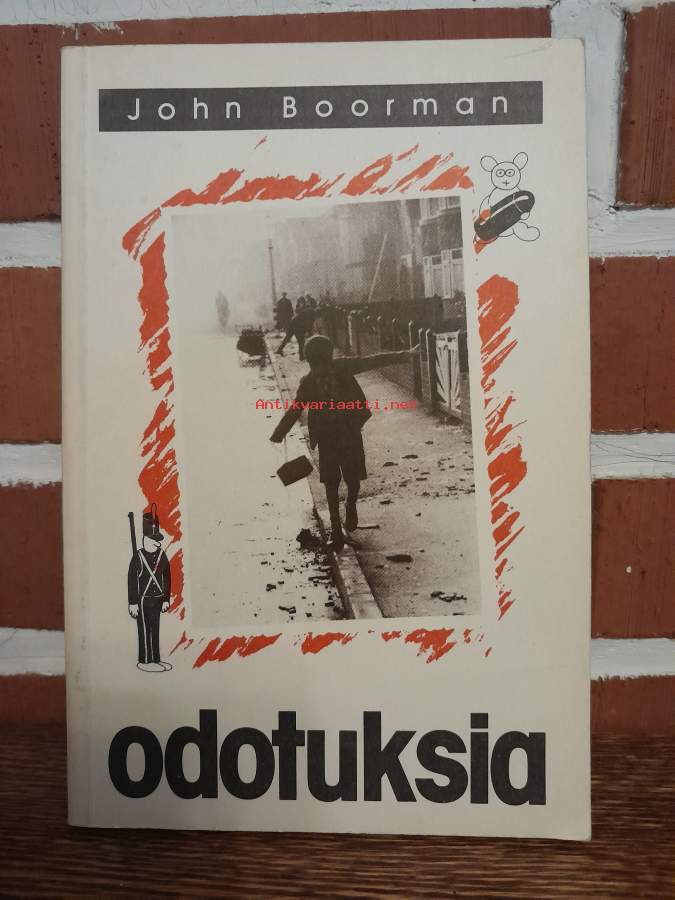 John Boorman
Antikvariaatti.net
odotuksia